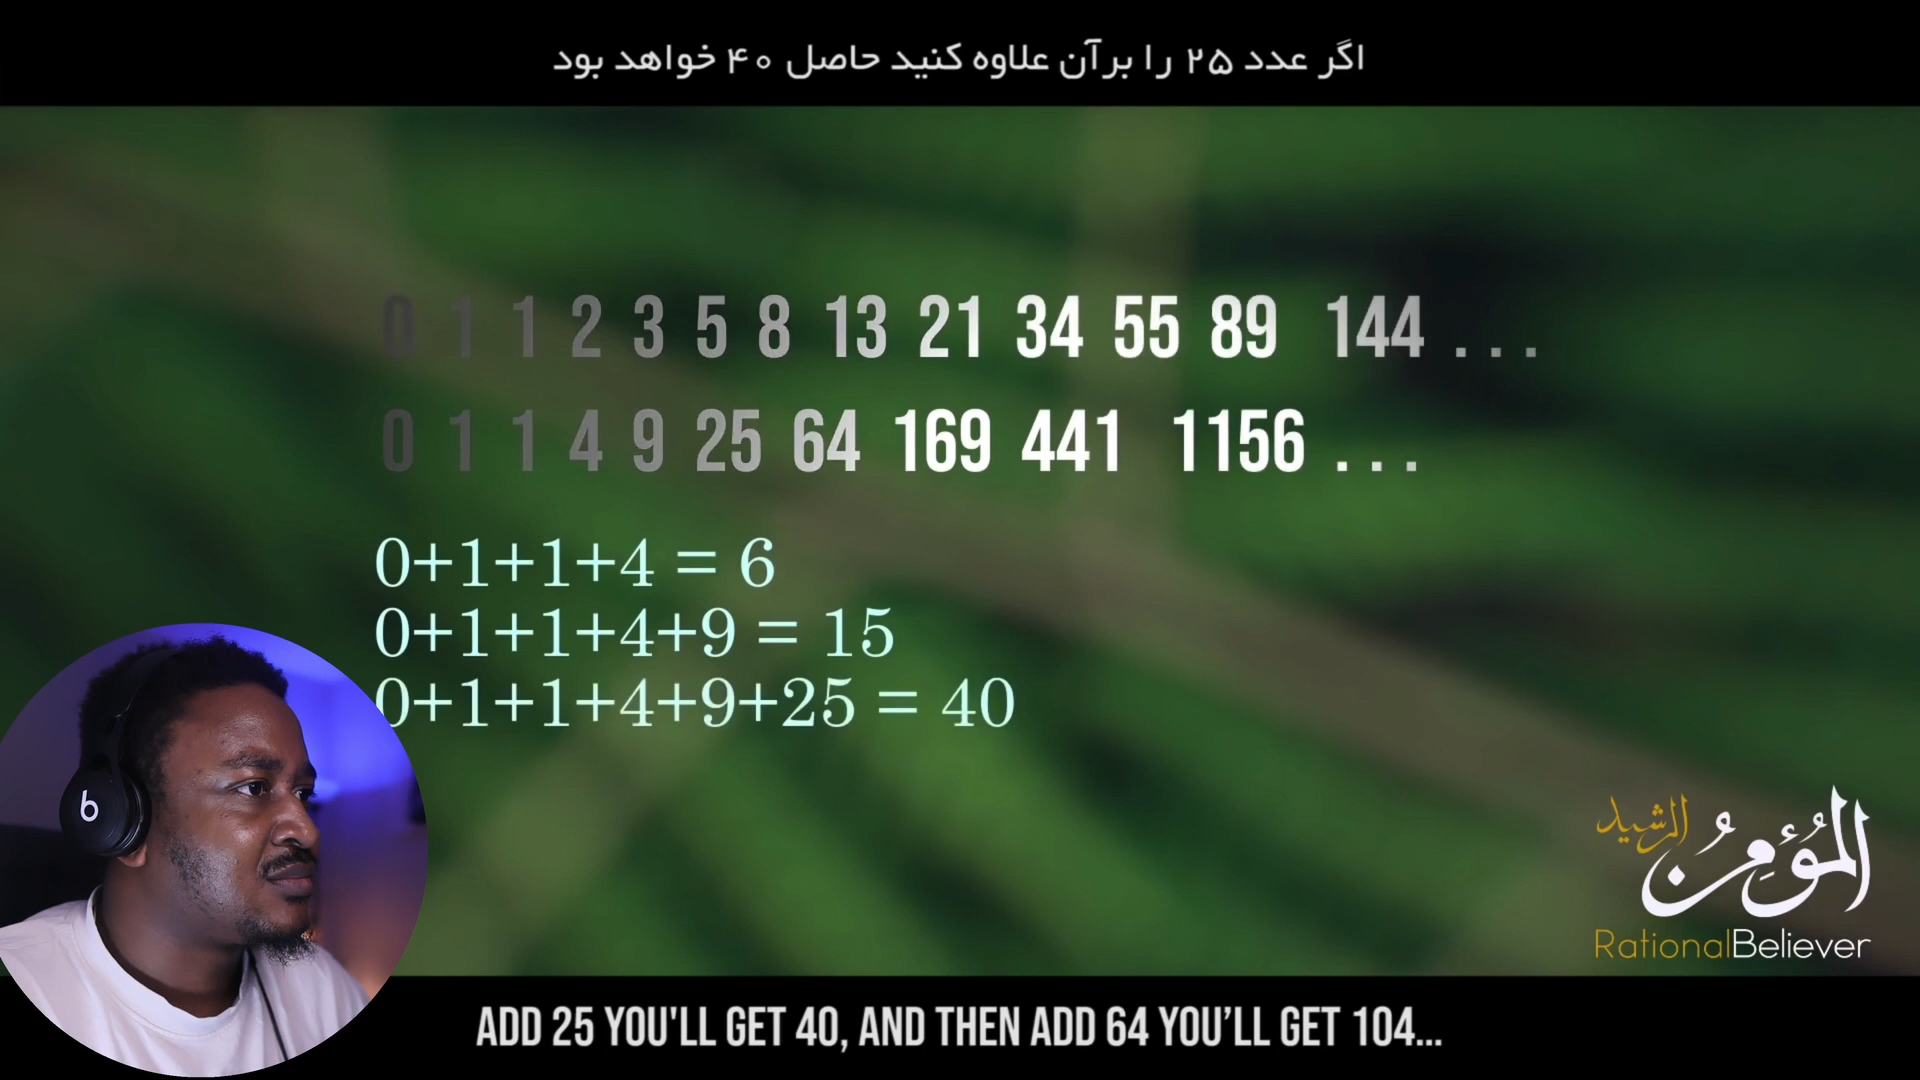 اگر عدد ۲۵ را برآن علاوه کنید حاصل ۴۰ خواهد بود
0 1 1 2 3 5 8 13 21 34 55 89 144 ...
0 1 1 4 9 25 64 169 441 1156 ...
0+1+1+4 = 6
0+1+1+4+9 = 15
0+1+1+4+9+25 = 40
b
المؤمن الرشيد
RationalBeliever
ADD 25 YOU'LL GET 40, AND THEN ADD 64 YOU’LL GET 104...